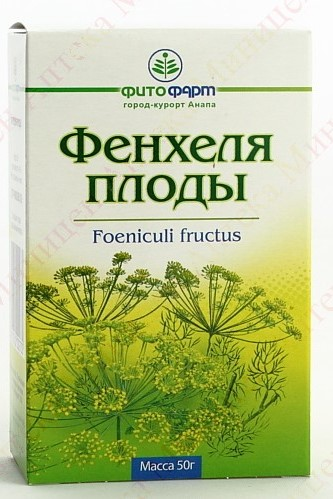 ФИТОФАРМ
город-курорт Анапа
Фенхеля
плоды
Foeniculi fructus
Масса 50г